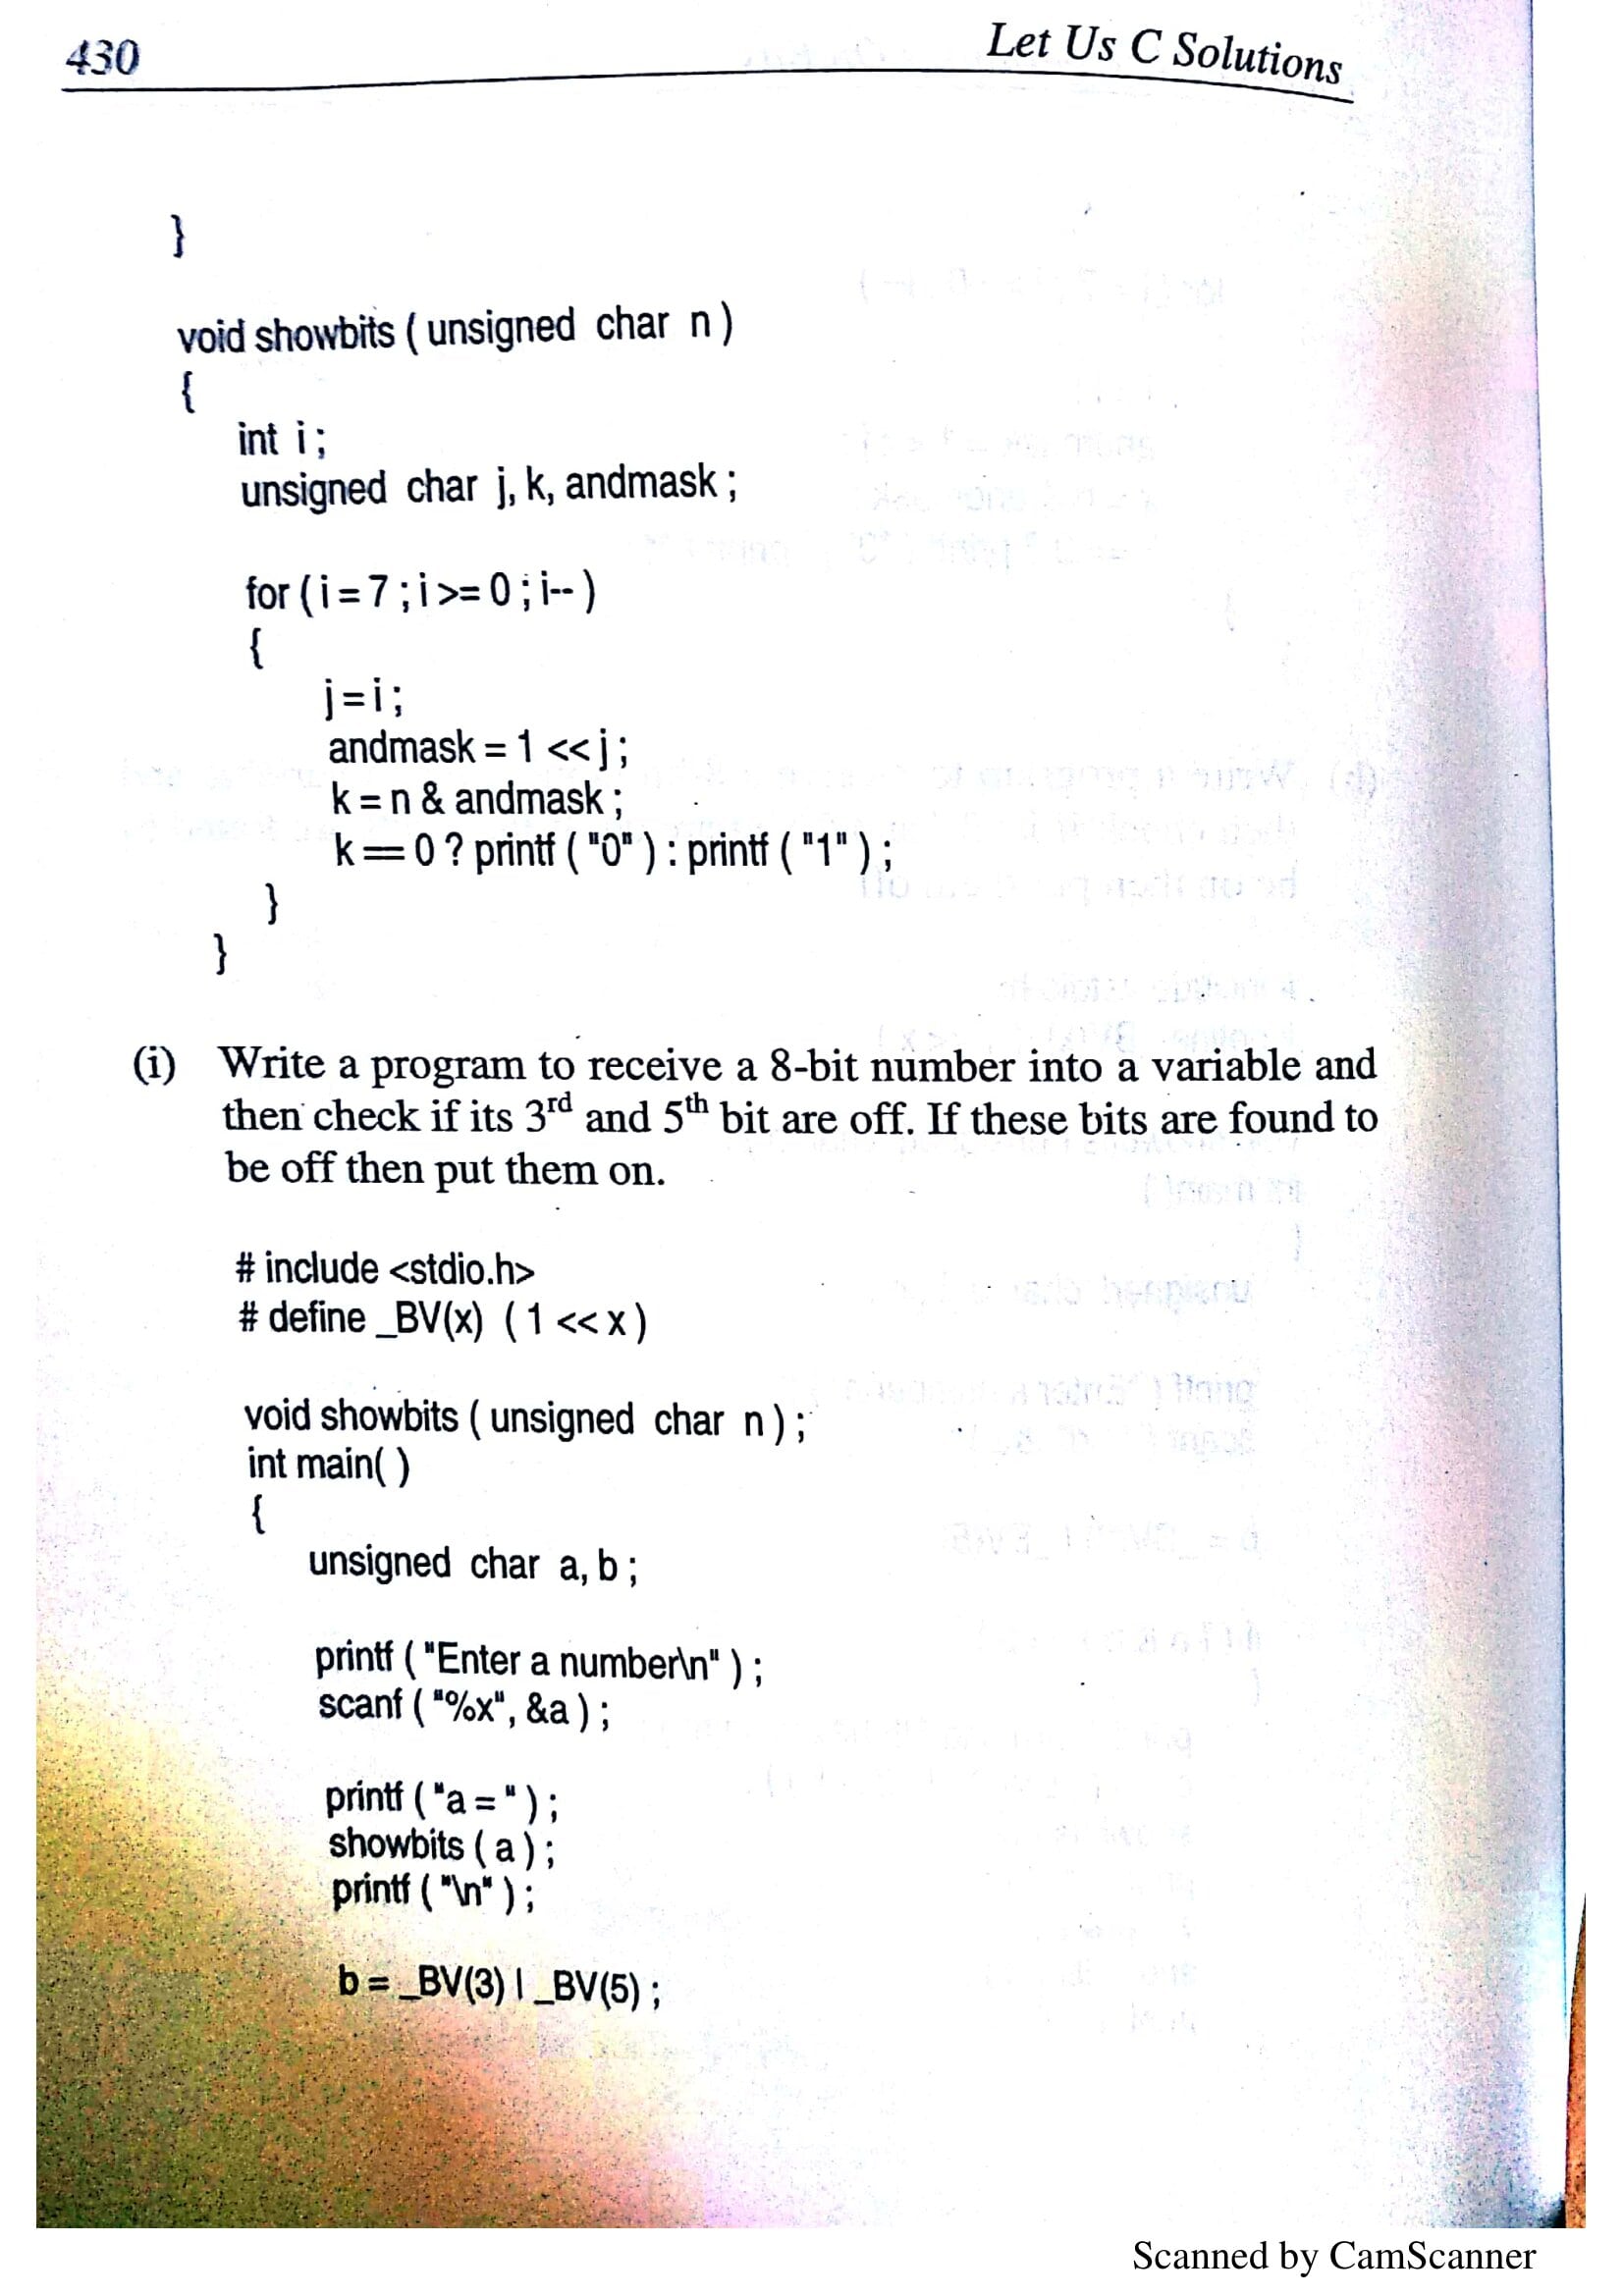 430
Let Us C Solutions
}
void showbits ( unsigned char n )
{
int i ;
unsigned char j, k, andmask ;
for ( i = 7 ; i >= 0 ; i-- )
{
j = i ;
andmask = 1 << j ;
k = n & andmask ;
k == 0 ? printf ( "0" ) : printf ( "1" ) ;
}
}
(i) Write a program to receive a 8-bit number into a variable and
then check if its 3rd and 5th bit are off. If these bits are found to
be off then put them on.
# include <stdio.h>
# define _BV(x) ( 1 << x )
void showbits ( unsigned char n ) ;
int main( )
{
unsigned char a, b ;
printf ( "Enter a number\n" ) ;
scanf ( "%x", &a ) ;
printf ( "a = " ) ;
showbits ( a ) ;
printf ( "\n" ) ;
b = _BV(3) | _BV(5) ;
Scanned by CamScanner